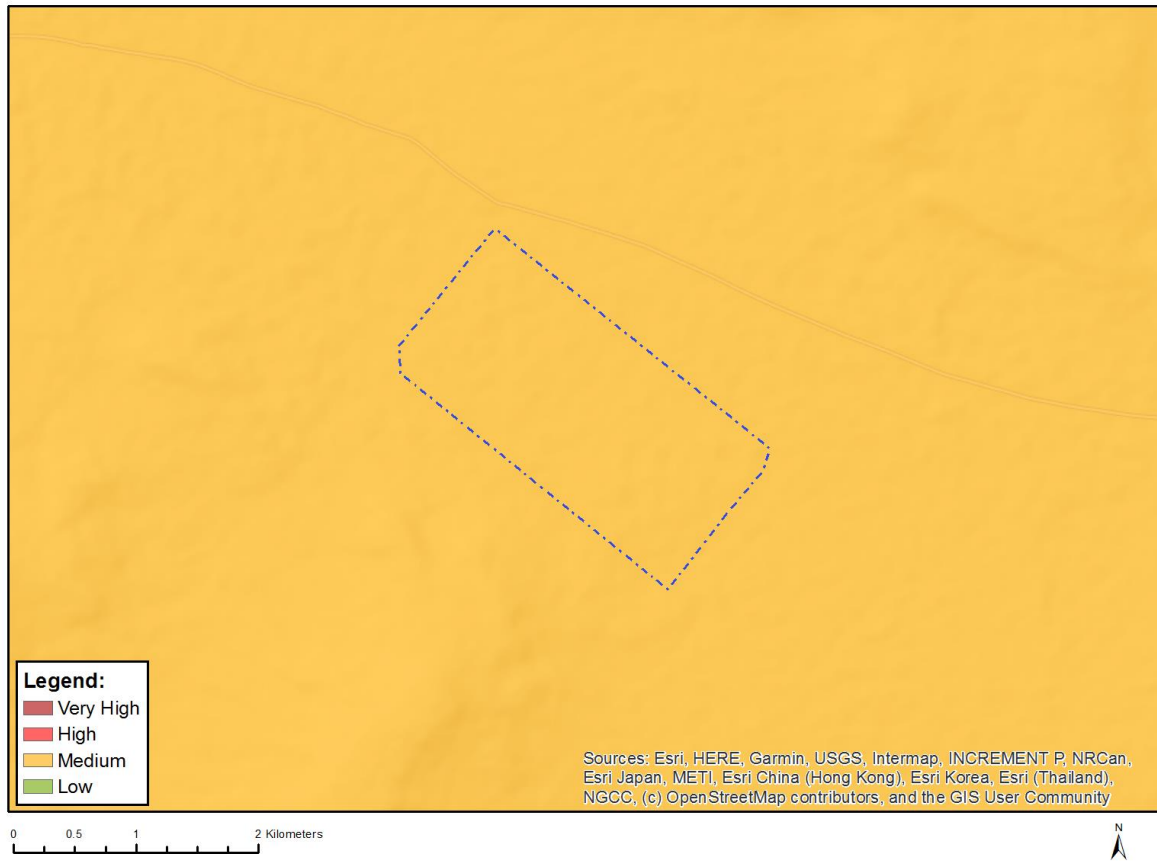 Legend:
Very High
High
Medium
Low
Sources: Esri, HERE, Garmin, USGS, Intermap, INCREMENT P, NRCan,
Esri Japan, METI, Esri China (Hong Kong), Esri Korea, Esri (Thailand),
NGCC, (c) OpenStreetMap contributors, and the GIS User Community
0 0.5 1 2 Kilometers
N